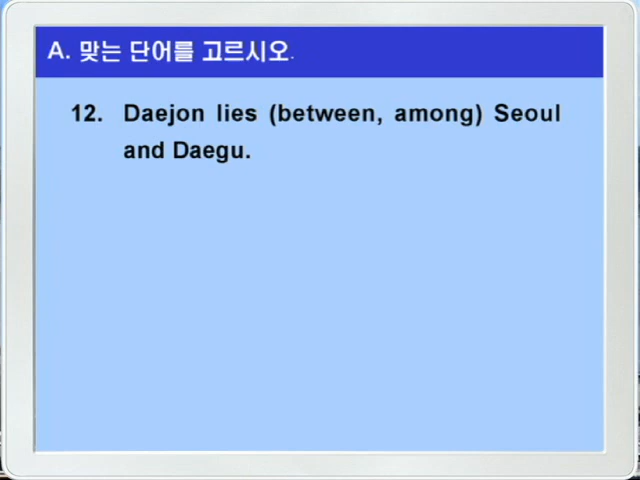 A. 맞는 단어를 고르시오.
12. Daejon lies (between, among) Seoul
and Daegu.